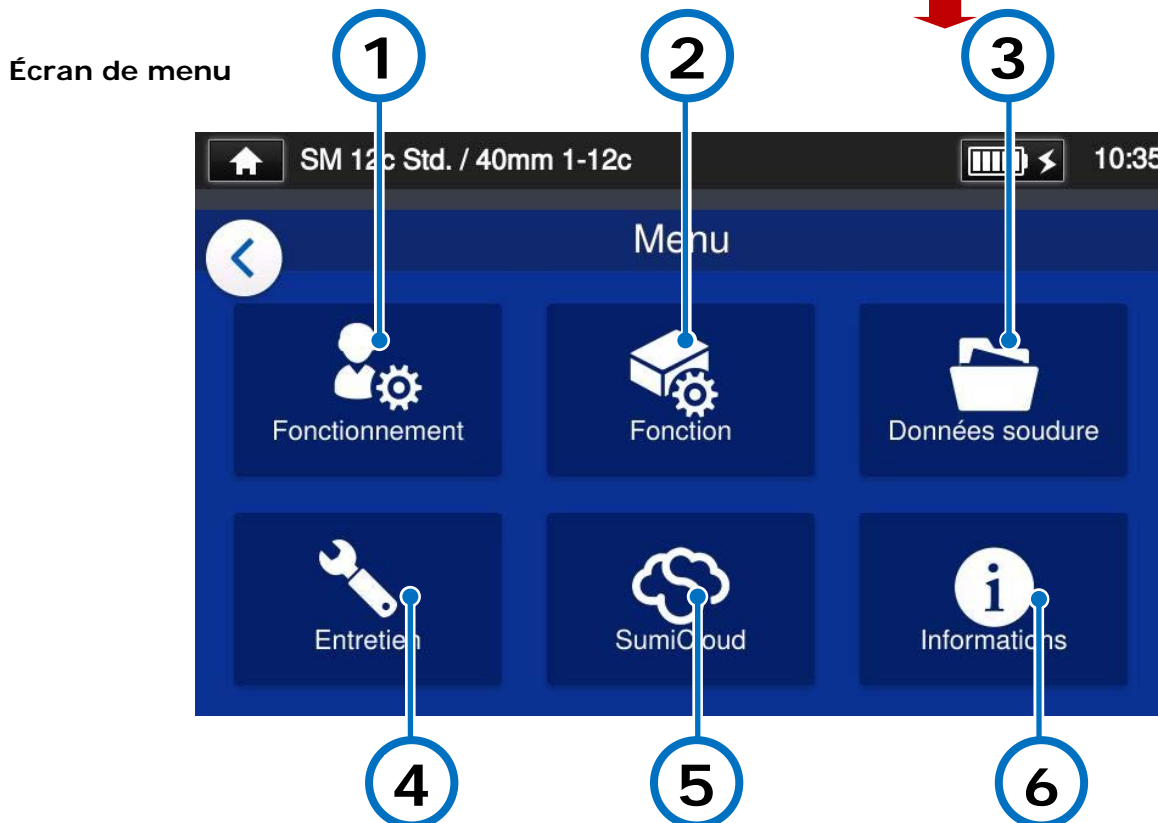 1 2 3
Écran de menu
SM 12c Std. / 40mm 1-12c 10:35
Menu
Fonctionnement Fonction Données soudure
Entretien SumiCloud Informations
4 5 6